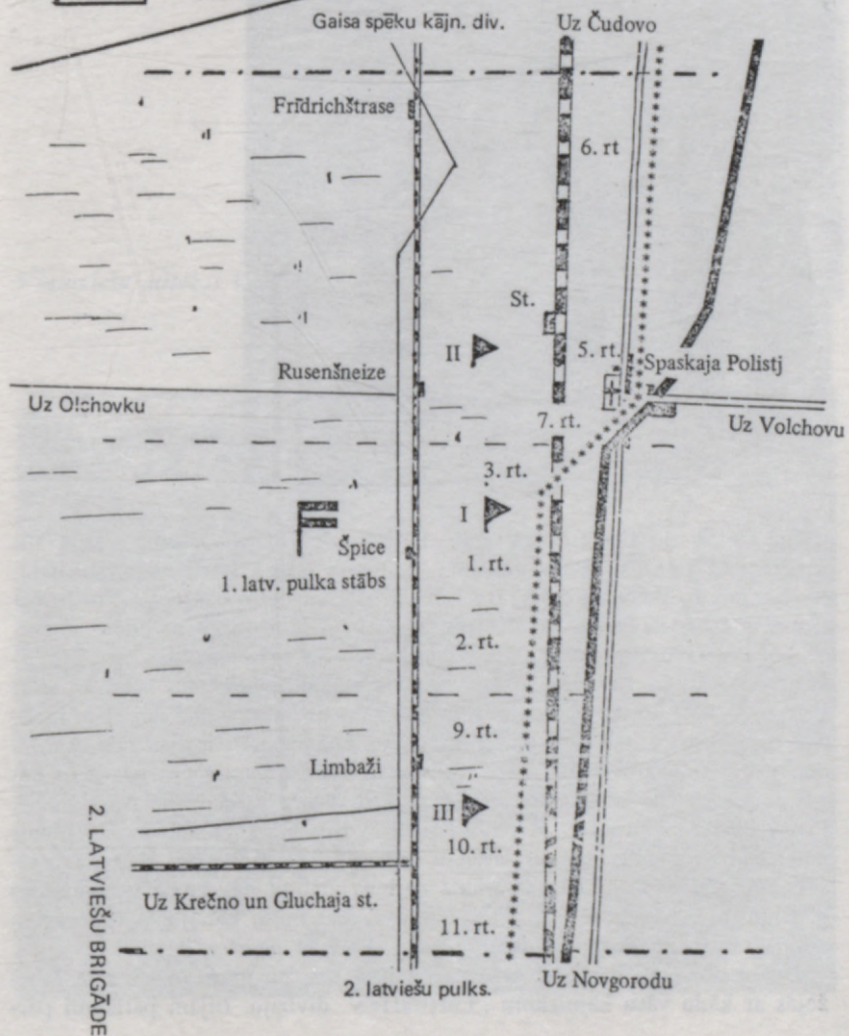 Gaisa spēku kājn. div.
Uz Čudovo
Frīdrichštrase
6. rt
St.
II
5. rt.
Spaskaja Polistj
Rusenšneize
Uz Olchovku
7. rt.
Uz Volchovu
3. rt.
I
Špice
1. rt.
1. latv. pulka stābs
2. rt.
9. rt.
Limbaži
III
10. rt.
2. LATVIEŠU BRIGĀDE
Uz Krečno un Gluchaja st.
11. rt.
2. latviešu pulks.
Uz Novgorodu